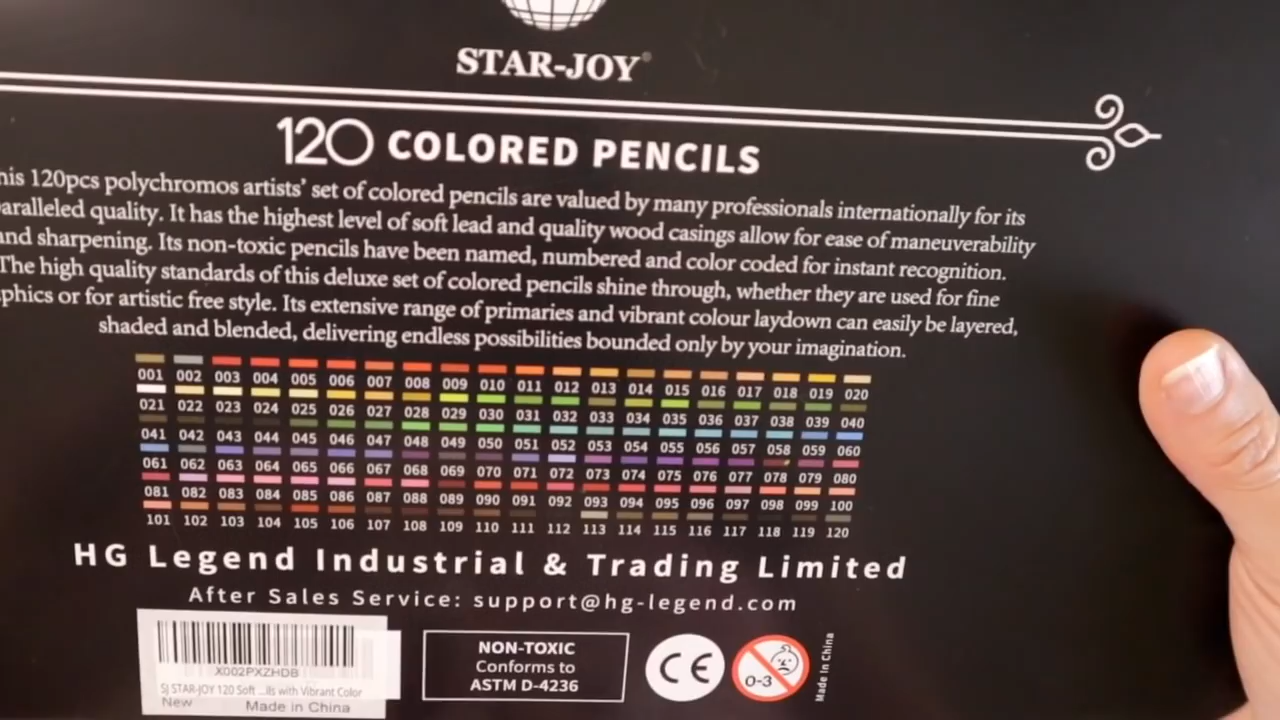 STAR-JOY®
120 COLORED PENCILS
his 120pcs polychromos artists' set of colored pencils are valued by many professionals internationally for its
aralleled quality. It has the highest level of soft lead and quality wood casings allow for ease of maneuverability
and sharpening. Its non-toxic pencils have been named, numbered and color coded for instant recognition.
The high quality standards of this deluxe set of colored pencils shine through, whether they are used for fine
phics or for artistic free style. Its extensive range of primaries and vibrant colour laydown can easily be layered,
shaded and blended, delivering endless possibilities bounded only by your imagination.
001 002 003 004 005 006 007 008 009 010 011 012 013 014 015 016 017 018 019 020
021 022 023 024 025 026 027 028 029 030 031 032 033 034 035 036 037 038 039 040
041 042 043 044 045 046 047 048 049 050 051 052 053 054 055 056 057 058 059 060
061 062 063 064 065 066 067 068 069 070 071 072 073 074 075 076 077 078 079 080
081 082 083 084 085 086 087 088 089 090 091 092 093 094 095 096 097 098 099 100
101 102 103 104 105 106 107 108 109 110 111 112 113 114 115 116 117 118 119 120
HG Legend Industrial & Trading Limited
After Sales Service: support@hg-legend.com
X002PXZHDB
SJ STAR-JOY 120 Soft ...ils with Vibrant Color
New Made in China
NON-TOXIC
Conforms to
ASTM D-4236
CE
0-3
Made in China